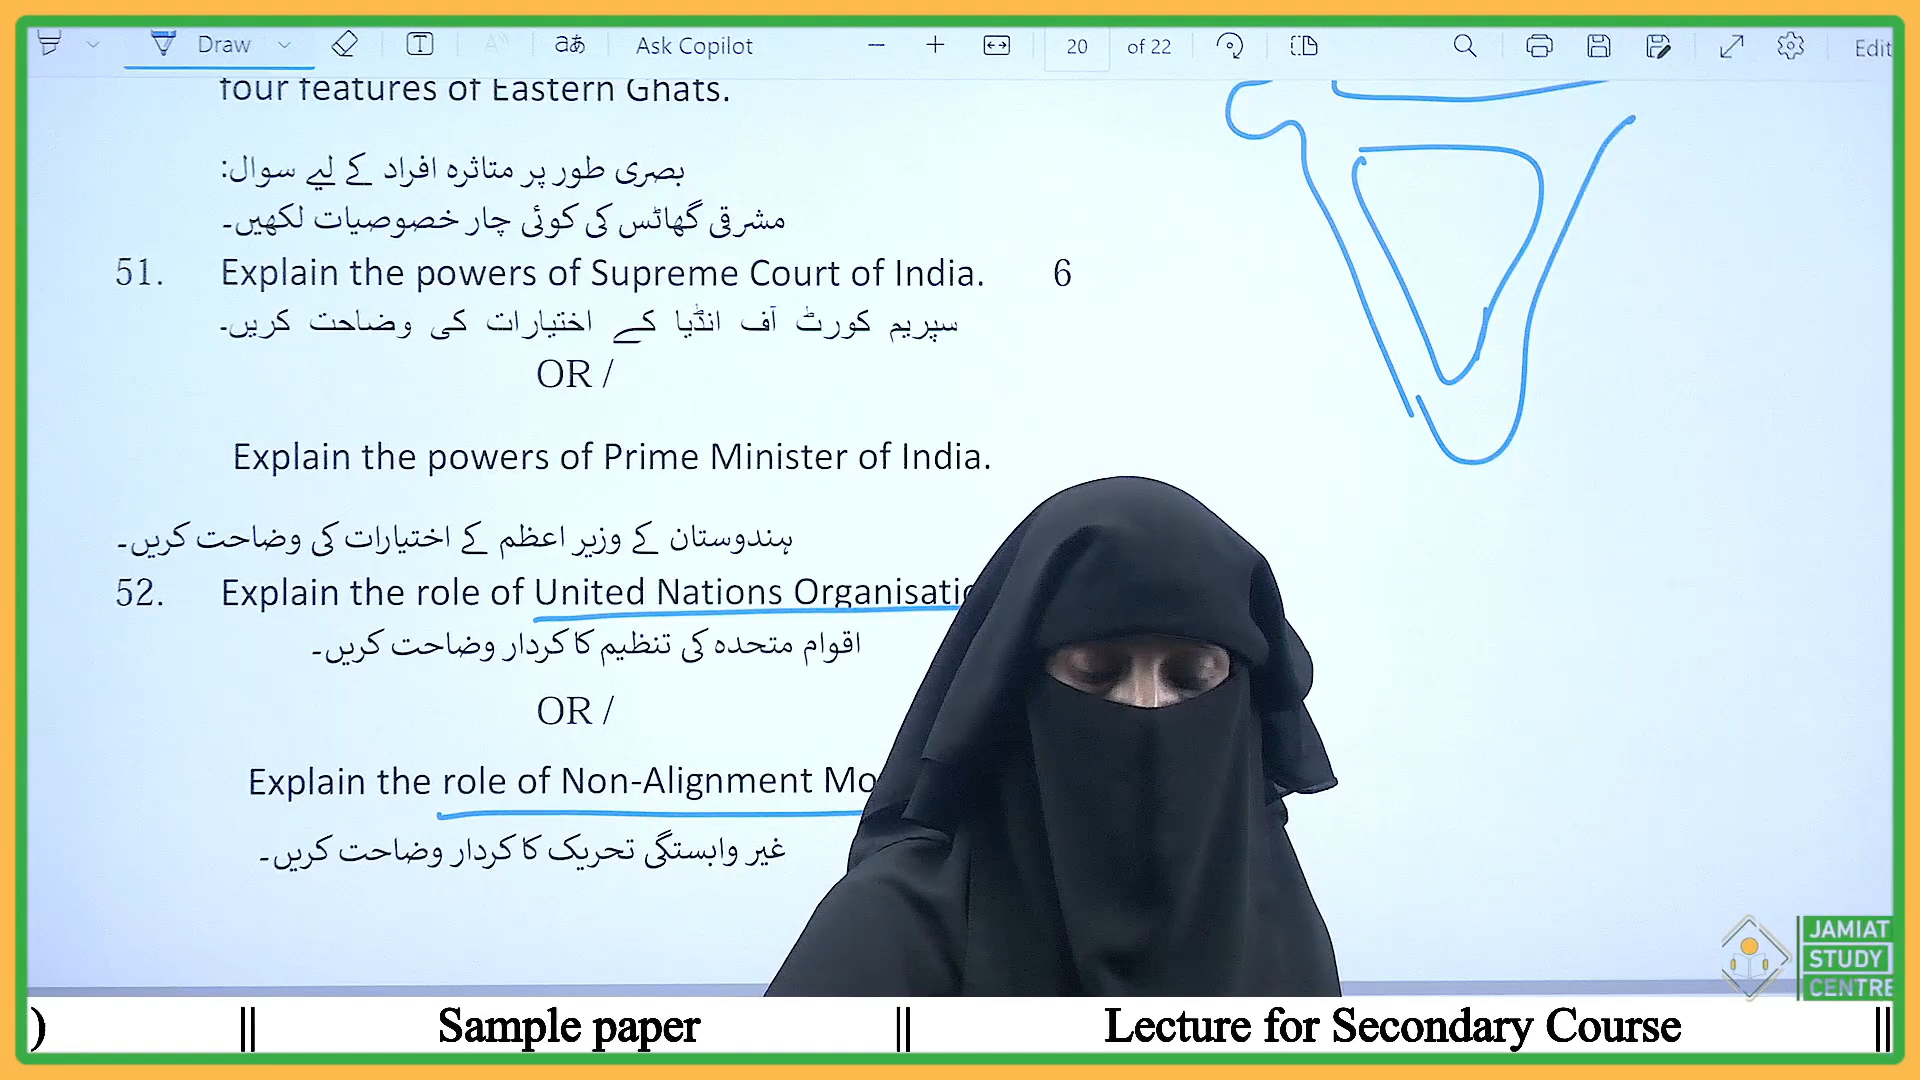 Draw
Ask Copilot
20
of 22
four features of Eastern Ghats.
بصری طور پر متاثرہ افراد کے لیے سوال:
مشرقی گھاٹس کی کوئی چار خصوصیات لکھیں۔
51. Explain the powers of Supreme Court of India. 6
سپریم کورٹ آف انڈیا کے اختیارات کی وضاحت کریں۔
OR /
Explain the powers of Prime Minister of India.
ہندوستان کے وزیر اعظم کے اختیارات کی وضاحت کریں۔
52. Explain the role of United Nations
اقوام متحدہ کی تنظیم کا کردار وضاحت کریں۔
OR /
Explain the role of Non-Alignment
غیر وابستگی تحریک کا کردار وضاحت کریں۔
JAMIAT
STUDY
CENTRE
) || Sample paper || Lecture for Secondary Course ||